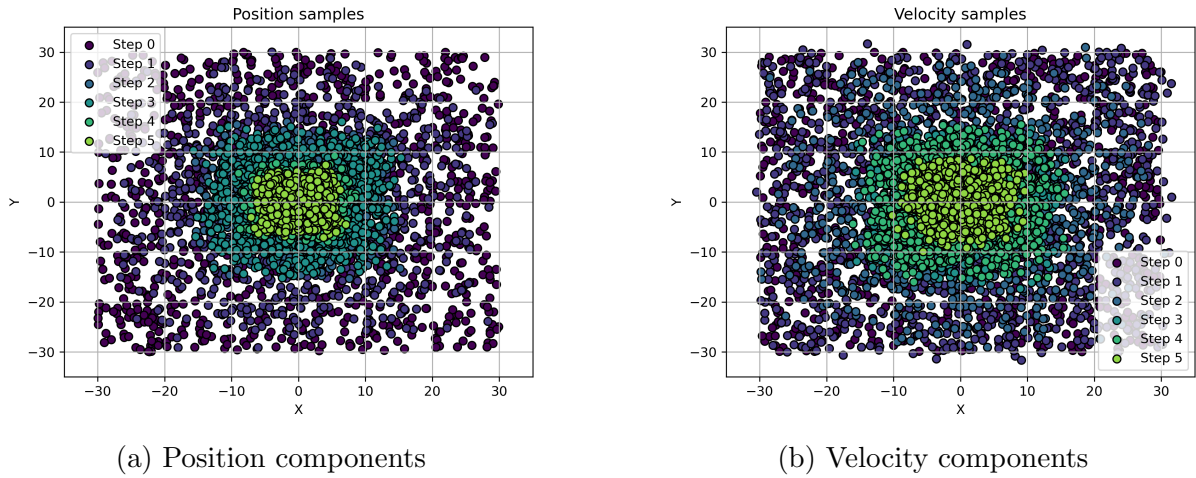 Position samples
Y
30
20
10
0
−10
−20
−30
Step 0
Step 1
Step 2
Step 3
Step 4
Step 5
−30 −20 −10 0 10 20 30
X
(a) Position components
Velocity samples
Y
30
20
10
0
−10
−20
−30
Step 0
Step 1
Step 2
Step 3
Step 4
Step 5
−30 −20 −10 0 10 20 30
X
(b) Velocity components